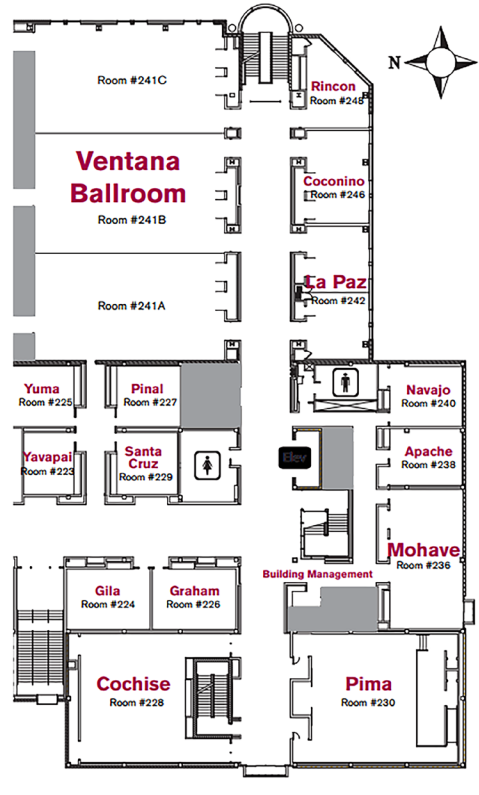 Room #241C
Rincon
Room #248
N
Ventana
Ballroom
Coconino
Room #246
Room #241B
La Paz
Room #242
Room #241A
Yuma
Room #225
Pinal
Room #227
Navajo
Room #240
Yavapai
Room #223
Santa
Cruz
Room #229
Elev
Apache
Room #238
Mohave
Room #236
Building Management
Gila
Room #224
Graham
Room #226
Cochise
Room #228
Pima
Room #230